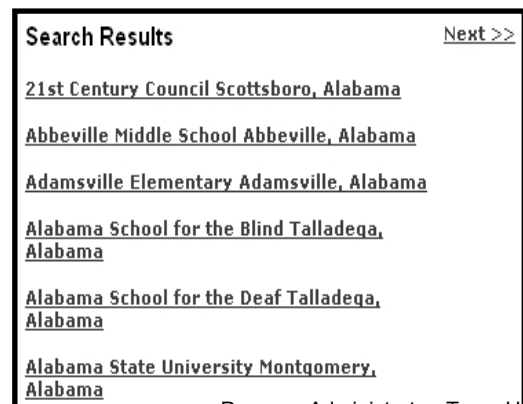 Search Results
Next >>
21st Century Council Scottsboro, Alabama
Abbeville Middle School Abbeville, Alabama
Adamsville Elementary Adamsville, Alabama
Alabama School for the Blind Talladega,
Alabama
Alabama School for the Deaf Talladega,
Alabama
Alabama State University Montgomery,
Alabama